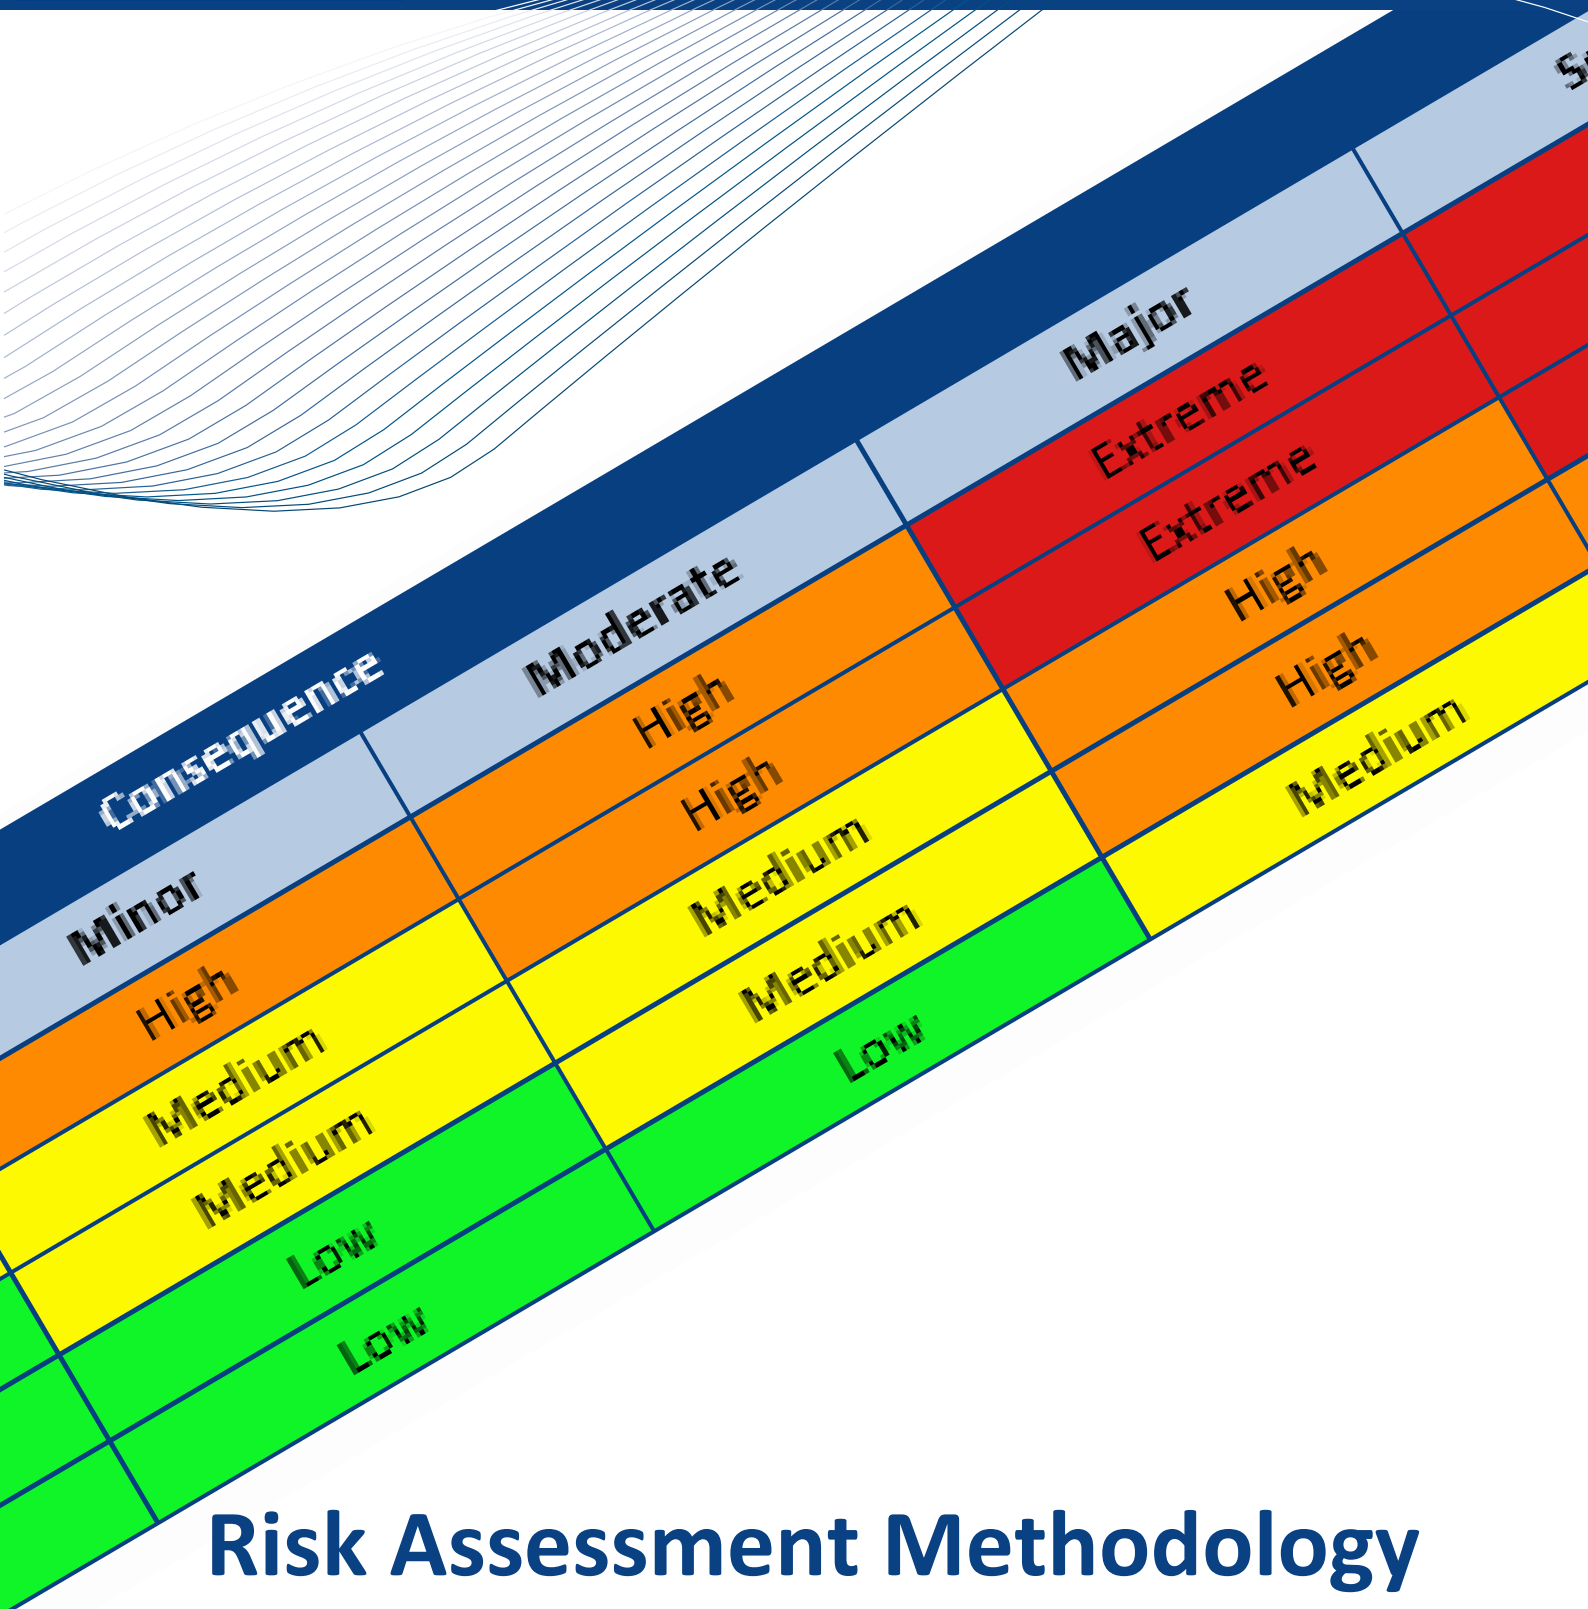 Consequence
Minor
Moderate
Major
High
High
Extreme
Medium
High
Extreme
Medium
Medium
High
Low
Medium
High
Low
Low
Medium
Risk Assessment Methodology